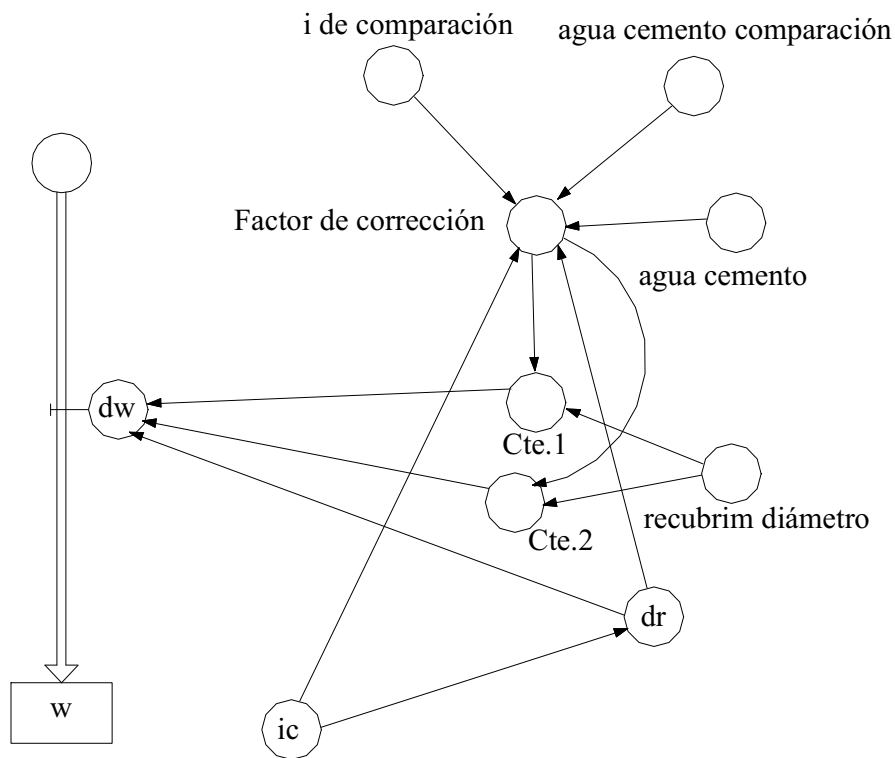 i de comparación
agua cemento comparación
Factor de corrección
agua cemento
dw
Cte.1
recubrim diámetro
Cte.2
dr
w
ic